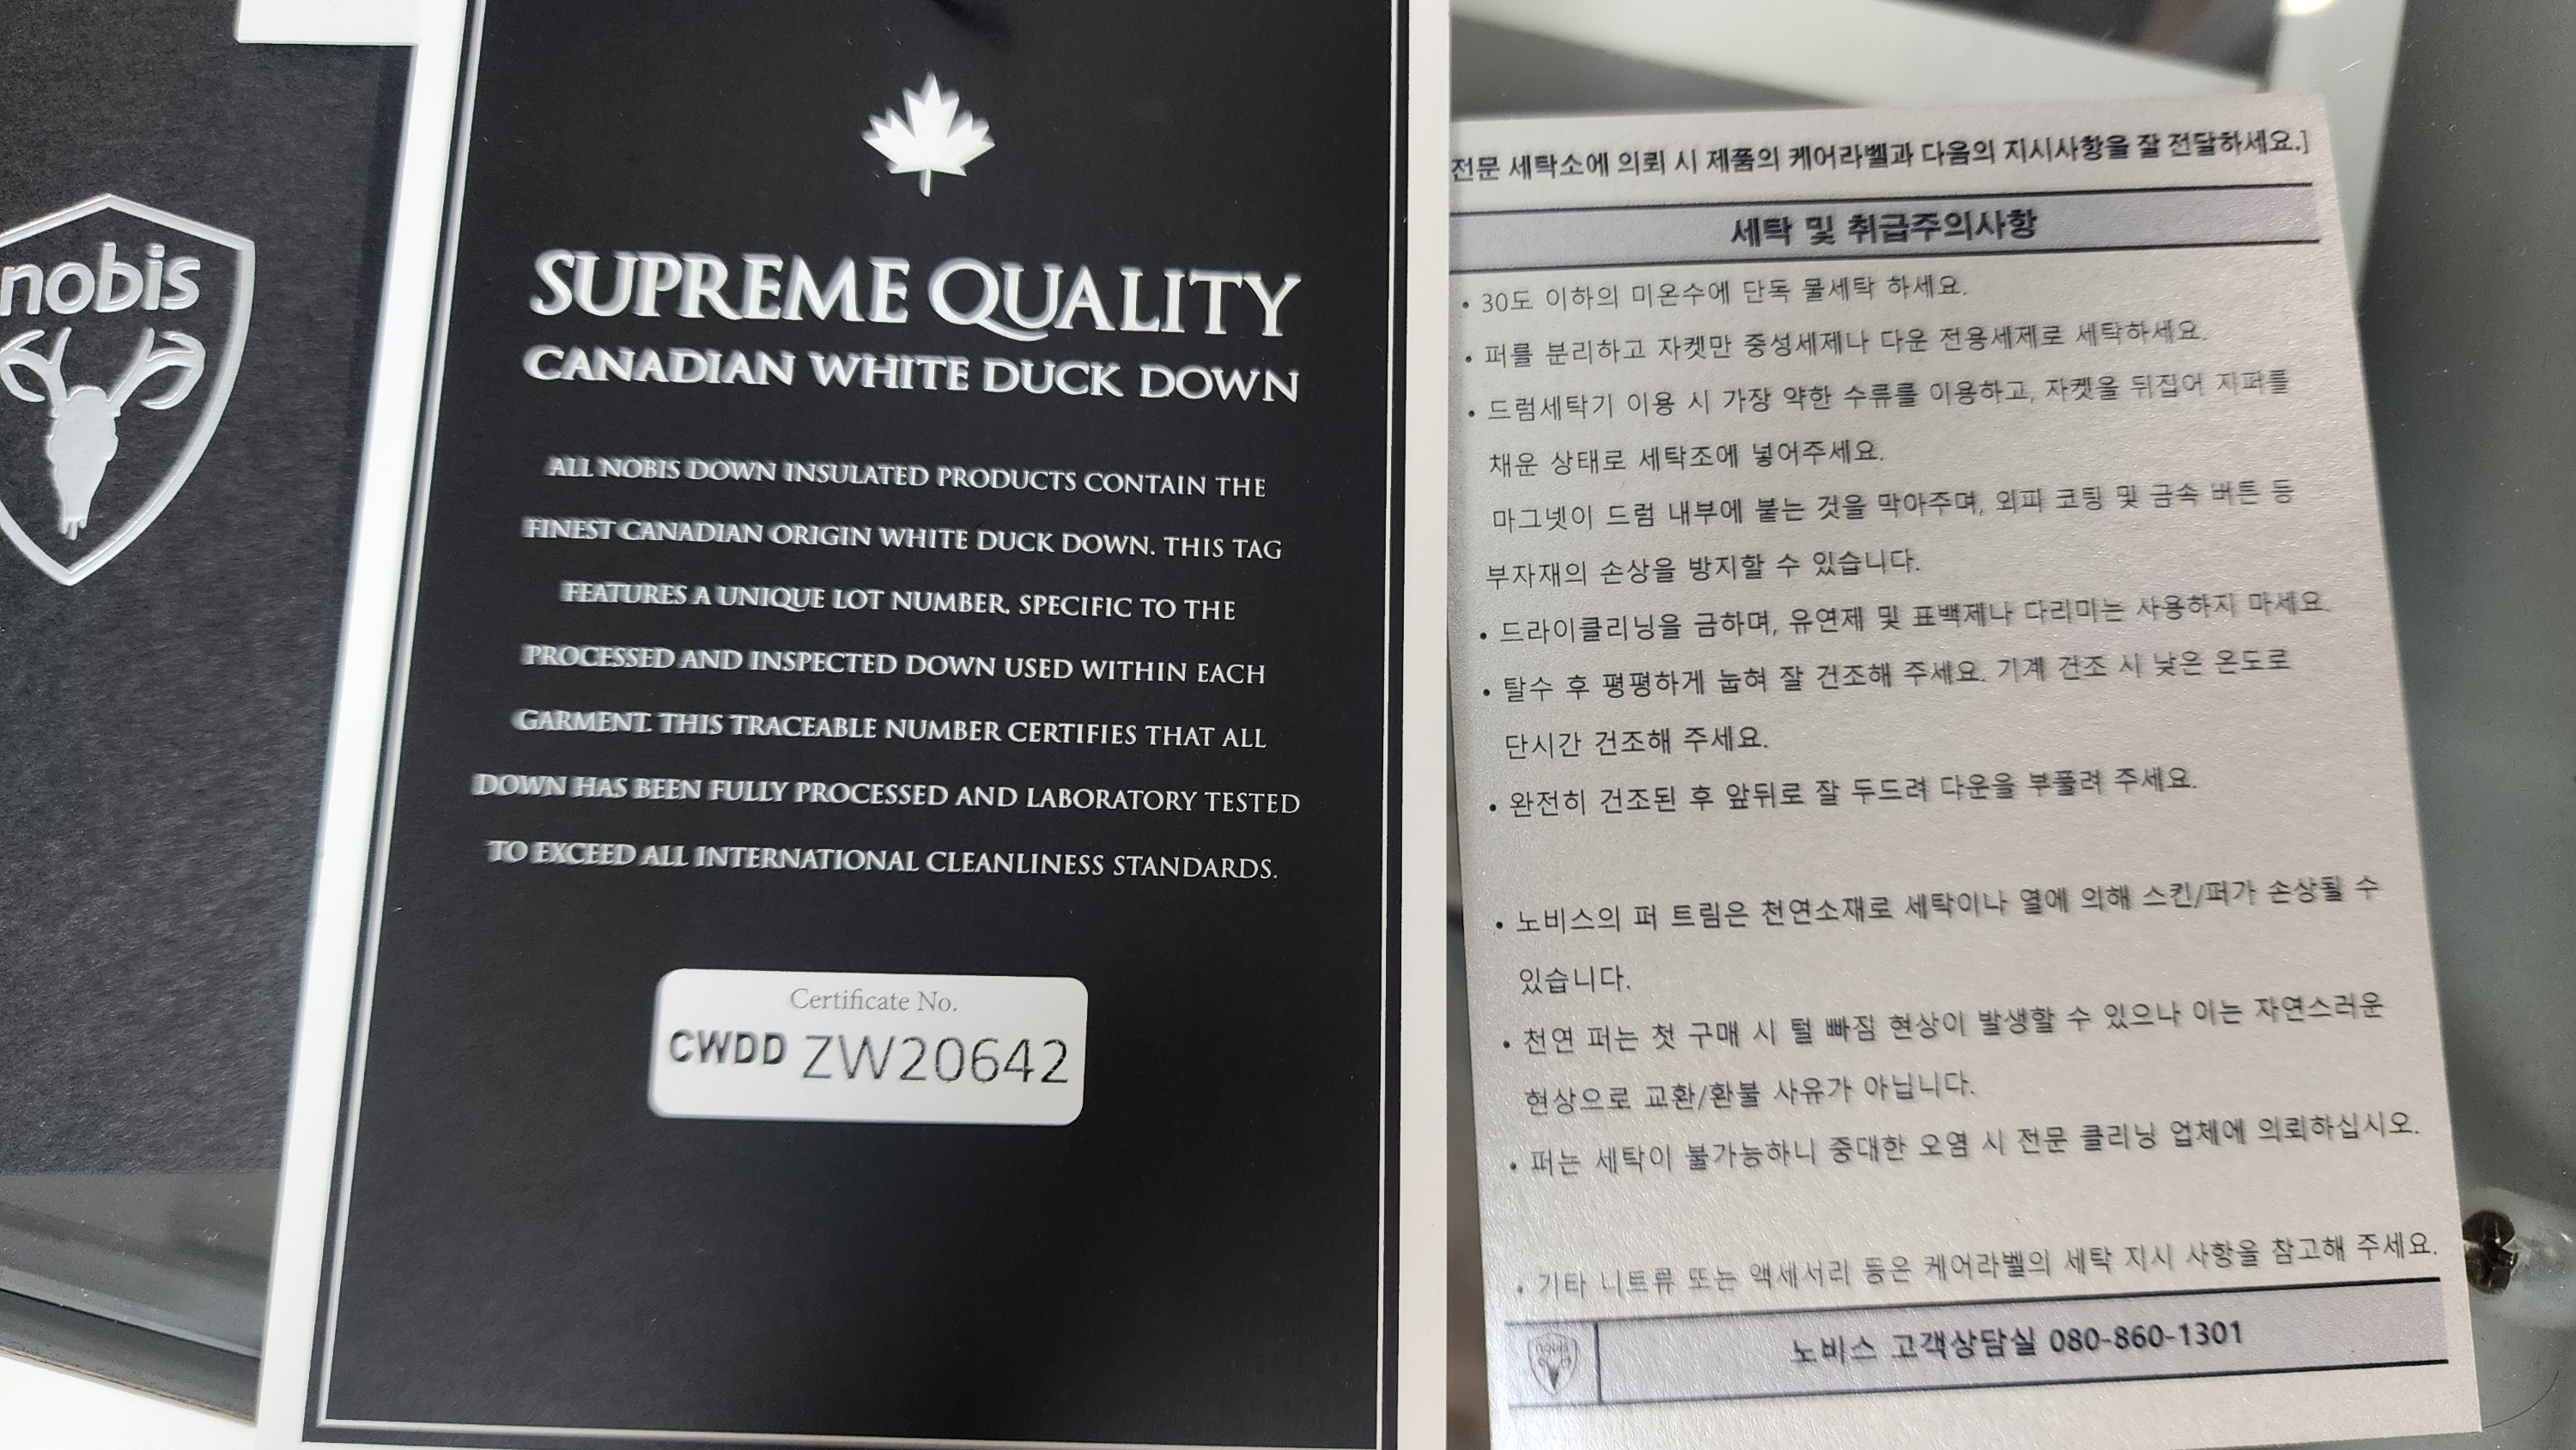 nobis
SUPREME QUALITY
CANADIAN WHITE DUCK DOWN
ALL NOBIS DOWN INSULATED PRODUCTS CONTAIN THE
FINEST CANADIAN ORIGIN WHITE DUCK DOWN. THIS TAG
FEATURES A UNIQUE LOT NUMBER, SPECIFIC TO THE
PROCESSED AND INSPECTED DOWN USED WITHIN EACH
GARMENT. THIS TRACEABLE NUMBER CERTIFIES THAT ALL
DOWN HAS BEEN FULLY PROCESSED AND LABORATORY TESTED
TO EXCEED ALL INTERNATIONAL CLEANLINESS STANDARDS.
Certificate No.
CWDD ZW20642
전문 세탁소에 의뢰 시 제품의 케어라벨과 다음의 지시사항을 잘 전달하세요.]
세탁 및 취급주의사항
• 30도 이하의 미온수에 단독 물세탁 하세요.
• 퍼를 분리하고 자켓만 중성세제나 다운 전용세제로 세탁하세요.
• 드럼세탁기 이용 시 가장 약한 수류를 이용하고, 자켓을 뒤집어 지퍼를
채운 상태로 세탁조에 넣어주세요.
마그넷이 드럼 내부에 붙는 것을 막아주며, 외피 코팅 및 금속 버튼 등
부자재의 손상을 방지할 수 있습니다.
• 드라이클리닝을 금하며, 유연제 및 표백제나 다리미는 사용하지 마세요.
• 탈수 후 평평하게 눕혀 잘 건조해 주세요. 기계 건조 시 낮은 온도로
단시간 건조해 주세요.
• 완전히 건조된 후 앞뒤로 잘 두드려 다운을 부풀려 주세요.
• 노비스의 퍼 트림은 천연소재로 세탁이나 열에 의해 스킨/퍼가 손상될 수
있습니다.
• 천연 퍼는 첫 구매 시 털 빠짐 현상이 발생할 수 있으나 이는 자연스러운
현상으로 교환/환불 사유가 아닙니다.
• 퍼는 세탁이 불가능하니 중대한 오염 시 전문 클리닝 업체에 의뢰하십시오.
• 기타 니트류 또는 액세서리 등은 케어라벨의 세탁 지시 사항을 참고해 주세요.
nobis
노비스 고객상담실 080-860-1301